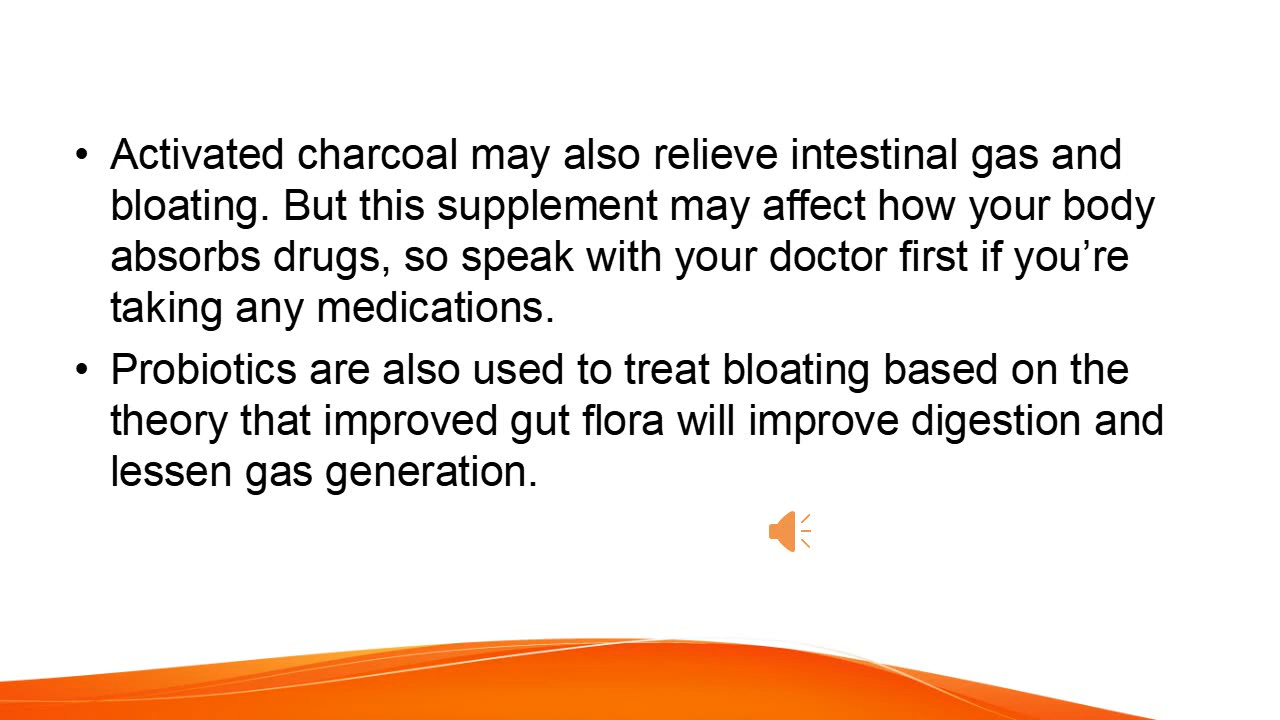 • Activated charcoal may also relieve intestinal gas and
bloating. But this supplement may affect how your body
absorbs drugs, so speak with your doctor first if you’re
taking any medications.
• Probiotics are also used to treat bloating based on the
theory that improved gut flora will improve digestion and
lessen gas generation.